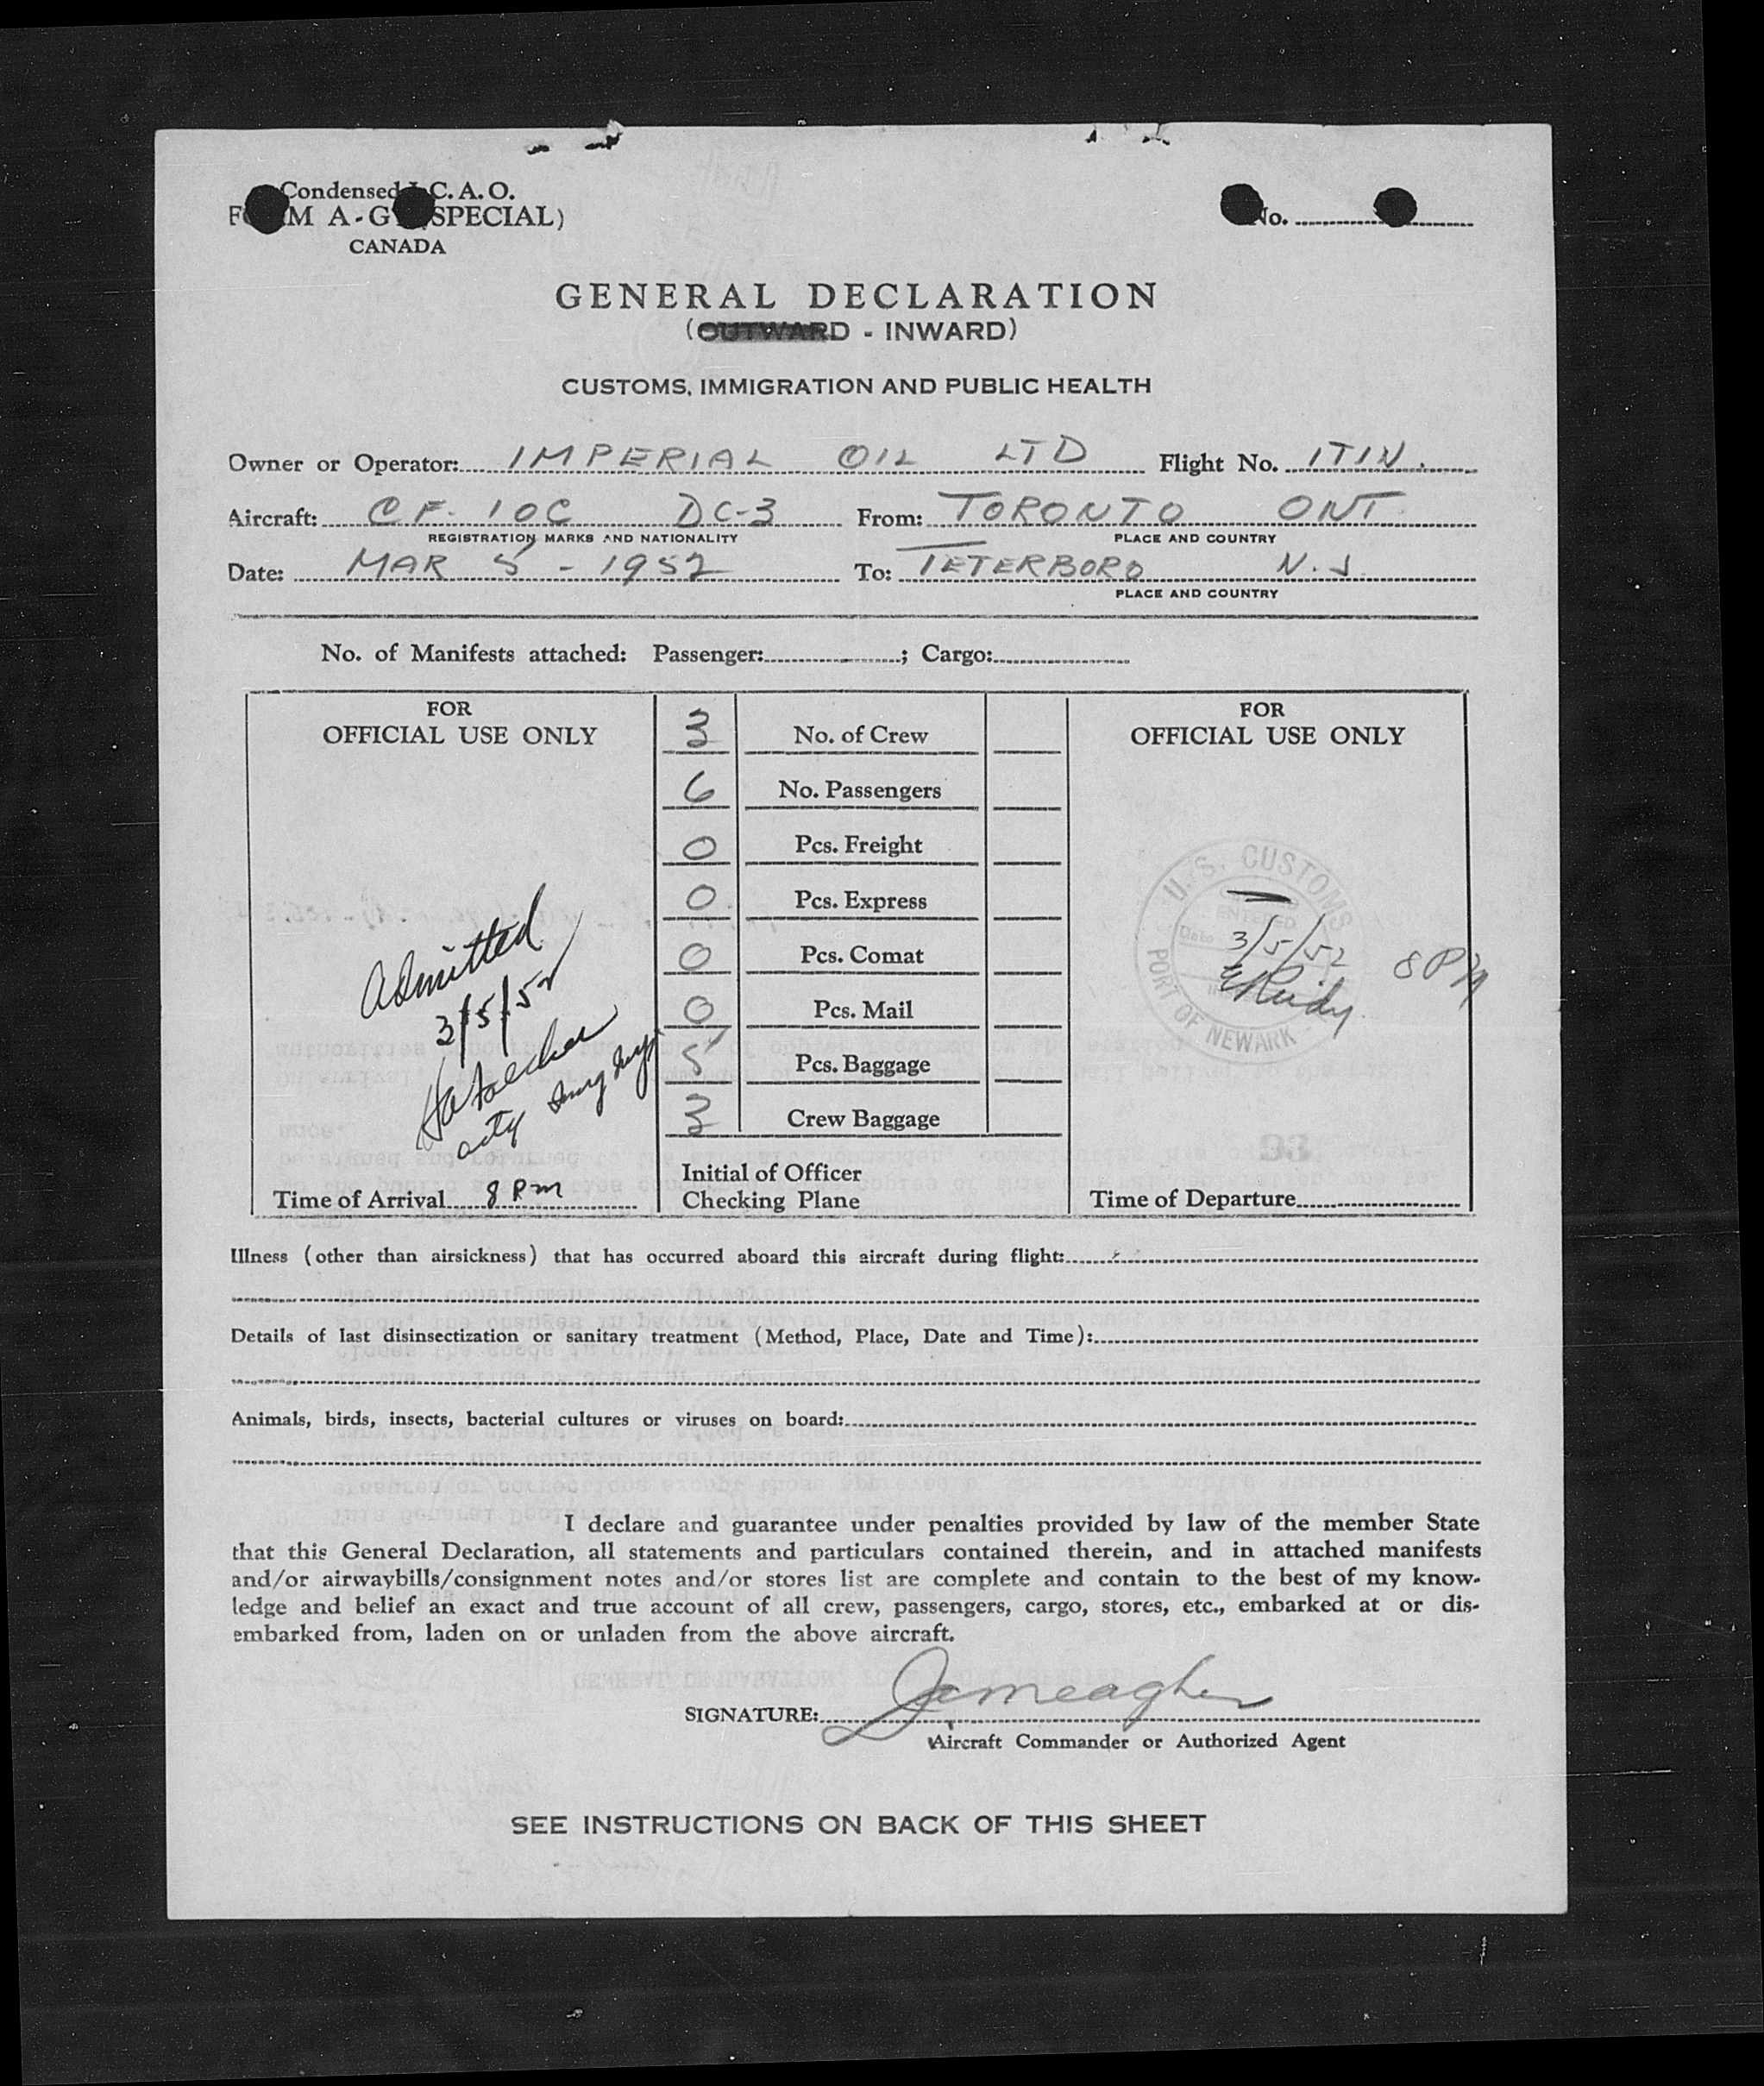 Condensed I. C. A. O. No.
M A-G (SPECIAL)
CANADA
GENERAL DECLARATION
(OUTWARD - INWARD)
CUSTOMS, IMMIGRATION AND PUBLIC HEALTH
Owner or Operator: IMPERIAL OIL LTD Flight No. ITIN.
Aircraft: CF. 10C DC-3 From: TORONTO ONT.
REGISTRATION MARKS AND NATIONALITY PLACE AND COUNTRY
Date: MAR 5 - 1952 To: TETERBORO N.J.
PLACE AND COUNTRY
No. of Manifests attached: Passenger: ; Cargo:
FOR
OFFICIAL USE ONLY
Admitted
3/5/52
Time of Arrival 8 PM
3 No. of Crew
6 No. Passengers
0 Pcs. Freight
0 Pcs. Express
0 Pcs. Comat
0 Pcs. Mail
5 Pcs. Baggage
3 Crew Baggage
Initial of Officer
Checking Plane
FOR
OFFICIAL USE ONLY
U. S. CUSTOMS
3/5/52 8 PM
PORT OF NEWARK
Time of Departure
Illness (other than airsickness) that has occurred aboard this aircraft during flight:
Details of last disinsectization or sanitary treatment (Method, Place, Date and Time):
Animals, birds, insects, bacterial cultures or viruses on board:
I declare and guarantee under penalties provided by law of the member State
that this General Declaration, all statements and particulars contained therein, and in attached manifests
and/or airwaybills/consignment notes and/or stores list are complete and contain to the best of my know-
ledge and belief an exact and true account of all crew, passengers, cargo, stores, etc., embarked at or dis-
embarked from, laden on or unladen from the above aircraft.
SIGNATURE: Jameagher
Aircraft Commander or Authorized Agent
SEE INSTRUCTIONS ON BACK OF THIS SHEET